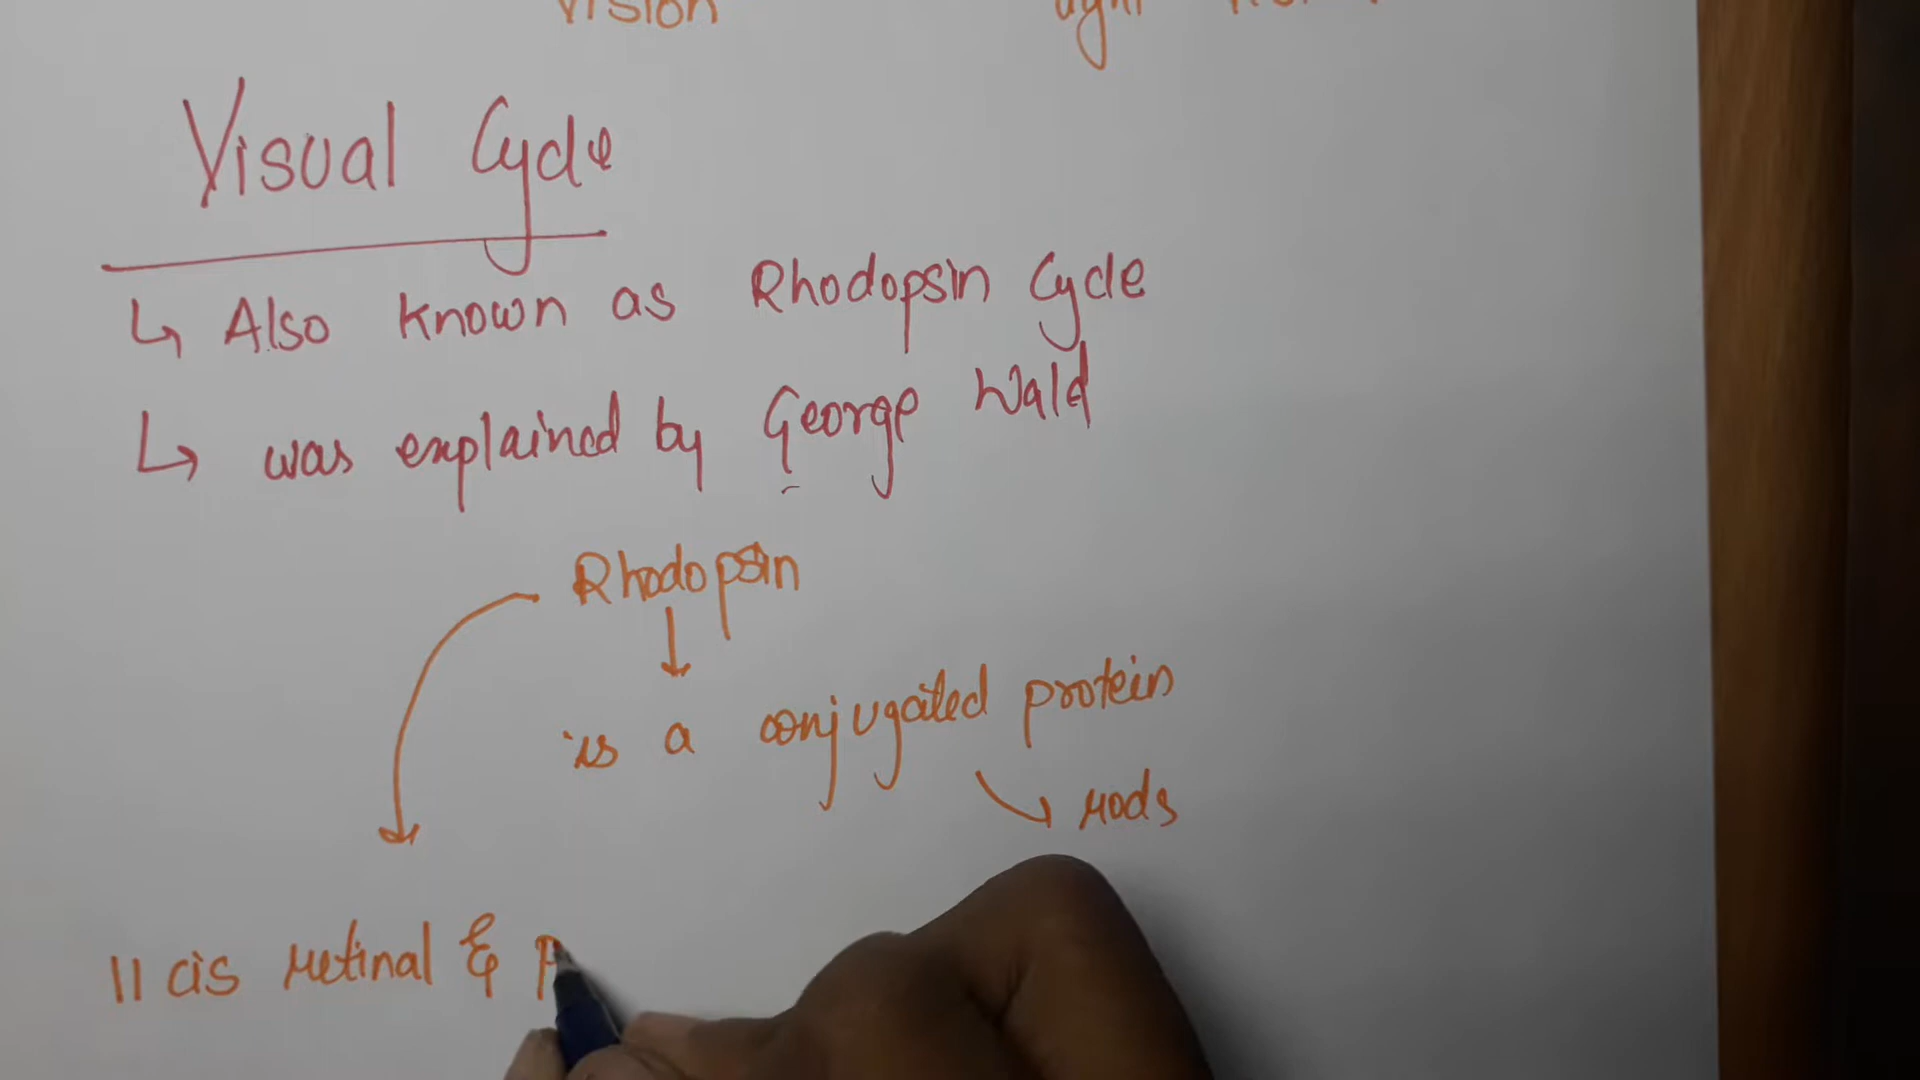 Vision
Visual Cycle
↳ Also known as Rhodopsin Cycle
↳ was explained by George Wald
Rhodopsin
↓
is a conjugated protein
rods
11 cis retinal & p